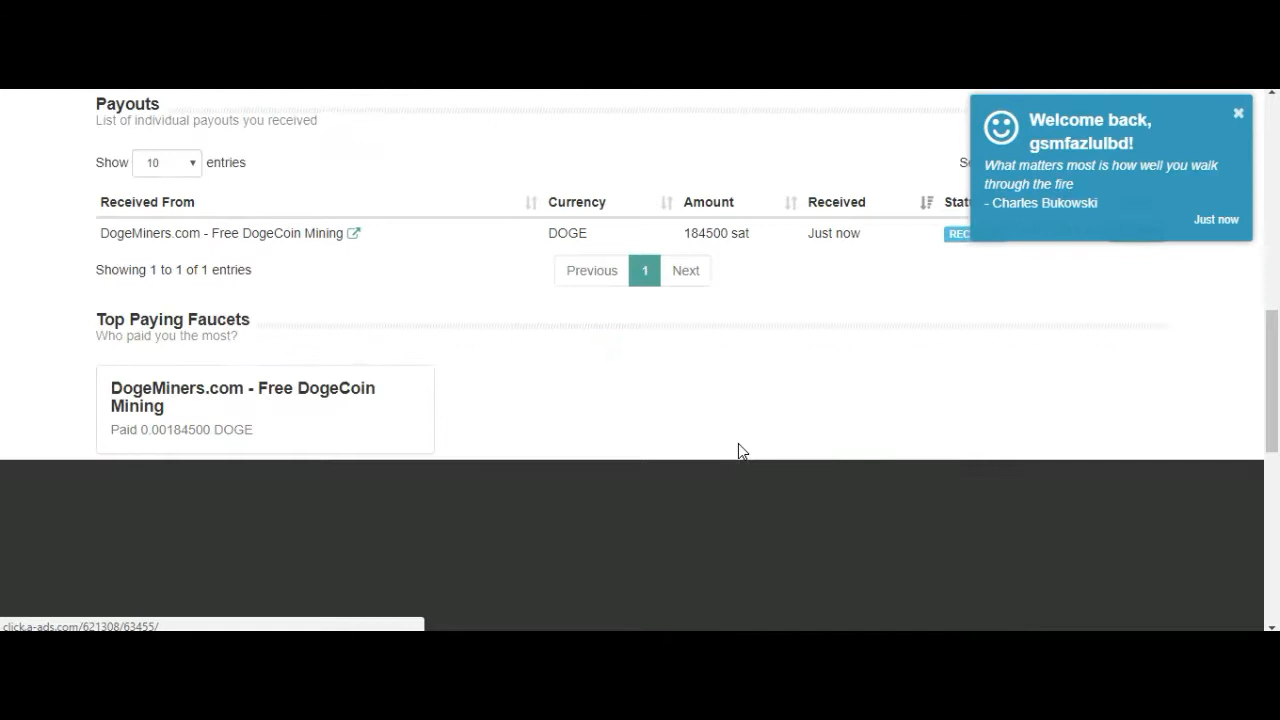 Payouts
List of individual payouts you received
Welcome back,
gsmfazlulbd!
What matters most is how well you walk
through the fire
- Charles Bukowski
Just now
Show 10 entries
Received From Currency Amount Received
DogeMiners.com - Free DogeCoin Mining DOGE 184500 sat Just now
Showing 1 to 1 of 1 entries
Previous 1 Next
Top Paying Faucets
Who paid you the most?
DogeMiners.com - Free DogeCoin
Mining
Paid 0.00184500 DOGE
click.a-ads.com/621308/63455/